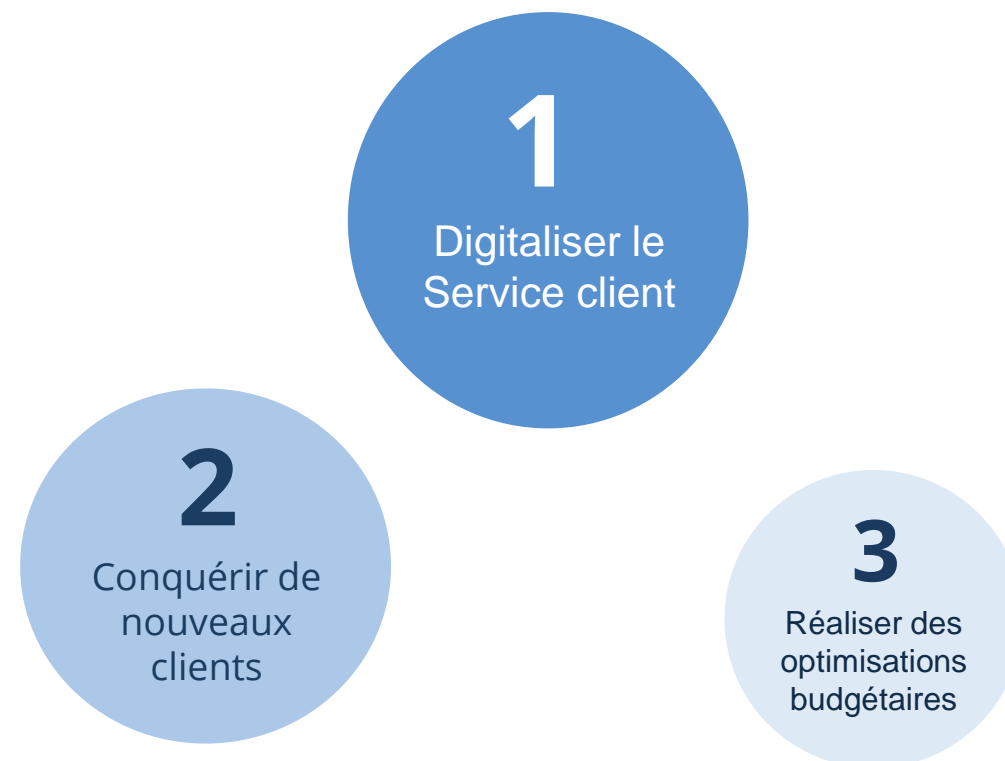 1
Digitaliser le
Service client
2
Conquérir de
nouveaux
clients
3
Réaliser des
optimisations
budgétaires